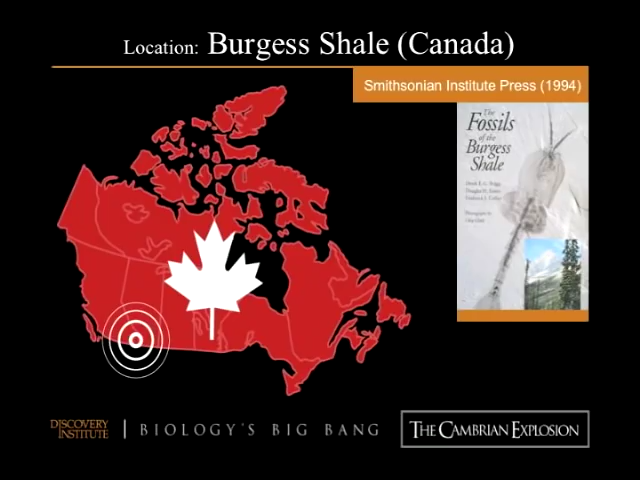 Location: Burgess Shale (Canada)
Smithsonian Institute Press (1994)
The
Fossils
of the
Burgess
Shale
DISCOVERY
INSTITUTE
BIOLOGY'S BIG BANG
THE CAMBRIAN EXPLOSION